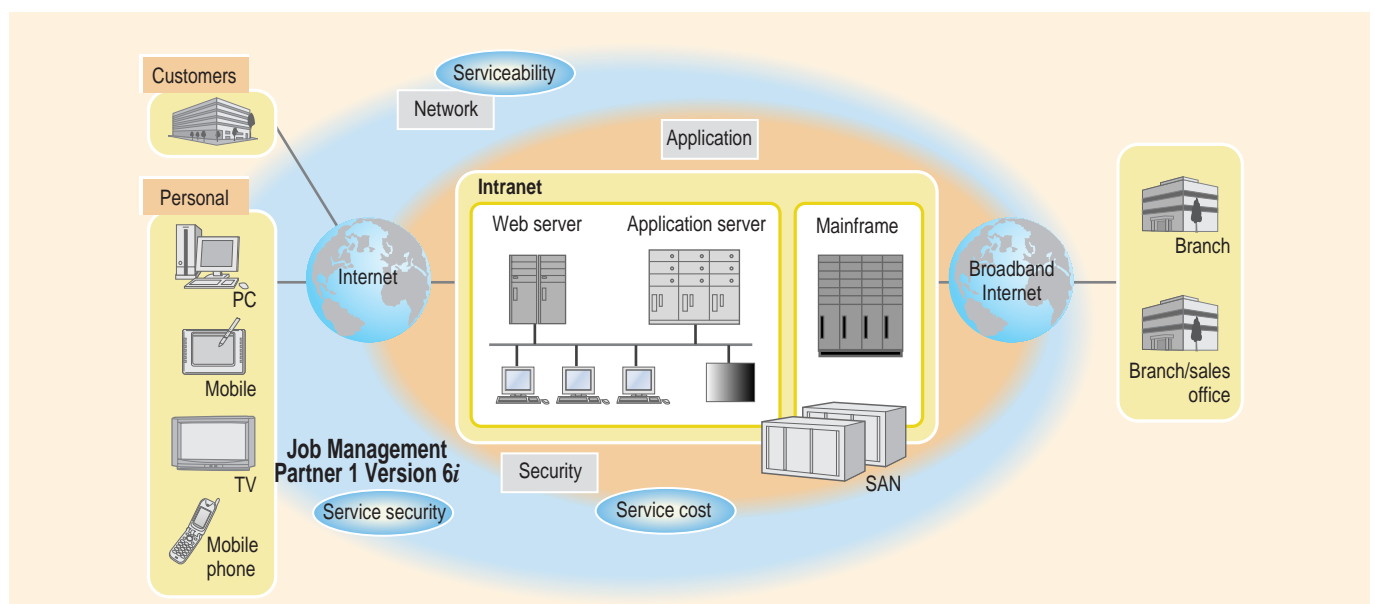 Customers
Serviceability
Network
Application
Personal
PC
Mobile
TV
Mobile
phone
Internet
Intranet
Web server
Application server
Mainframe
SAN
Broadband
Internet
Branch
Branch/sales
office
Job Management
Partner 1 Version 6i
Security
Service security
Service cost